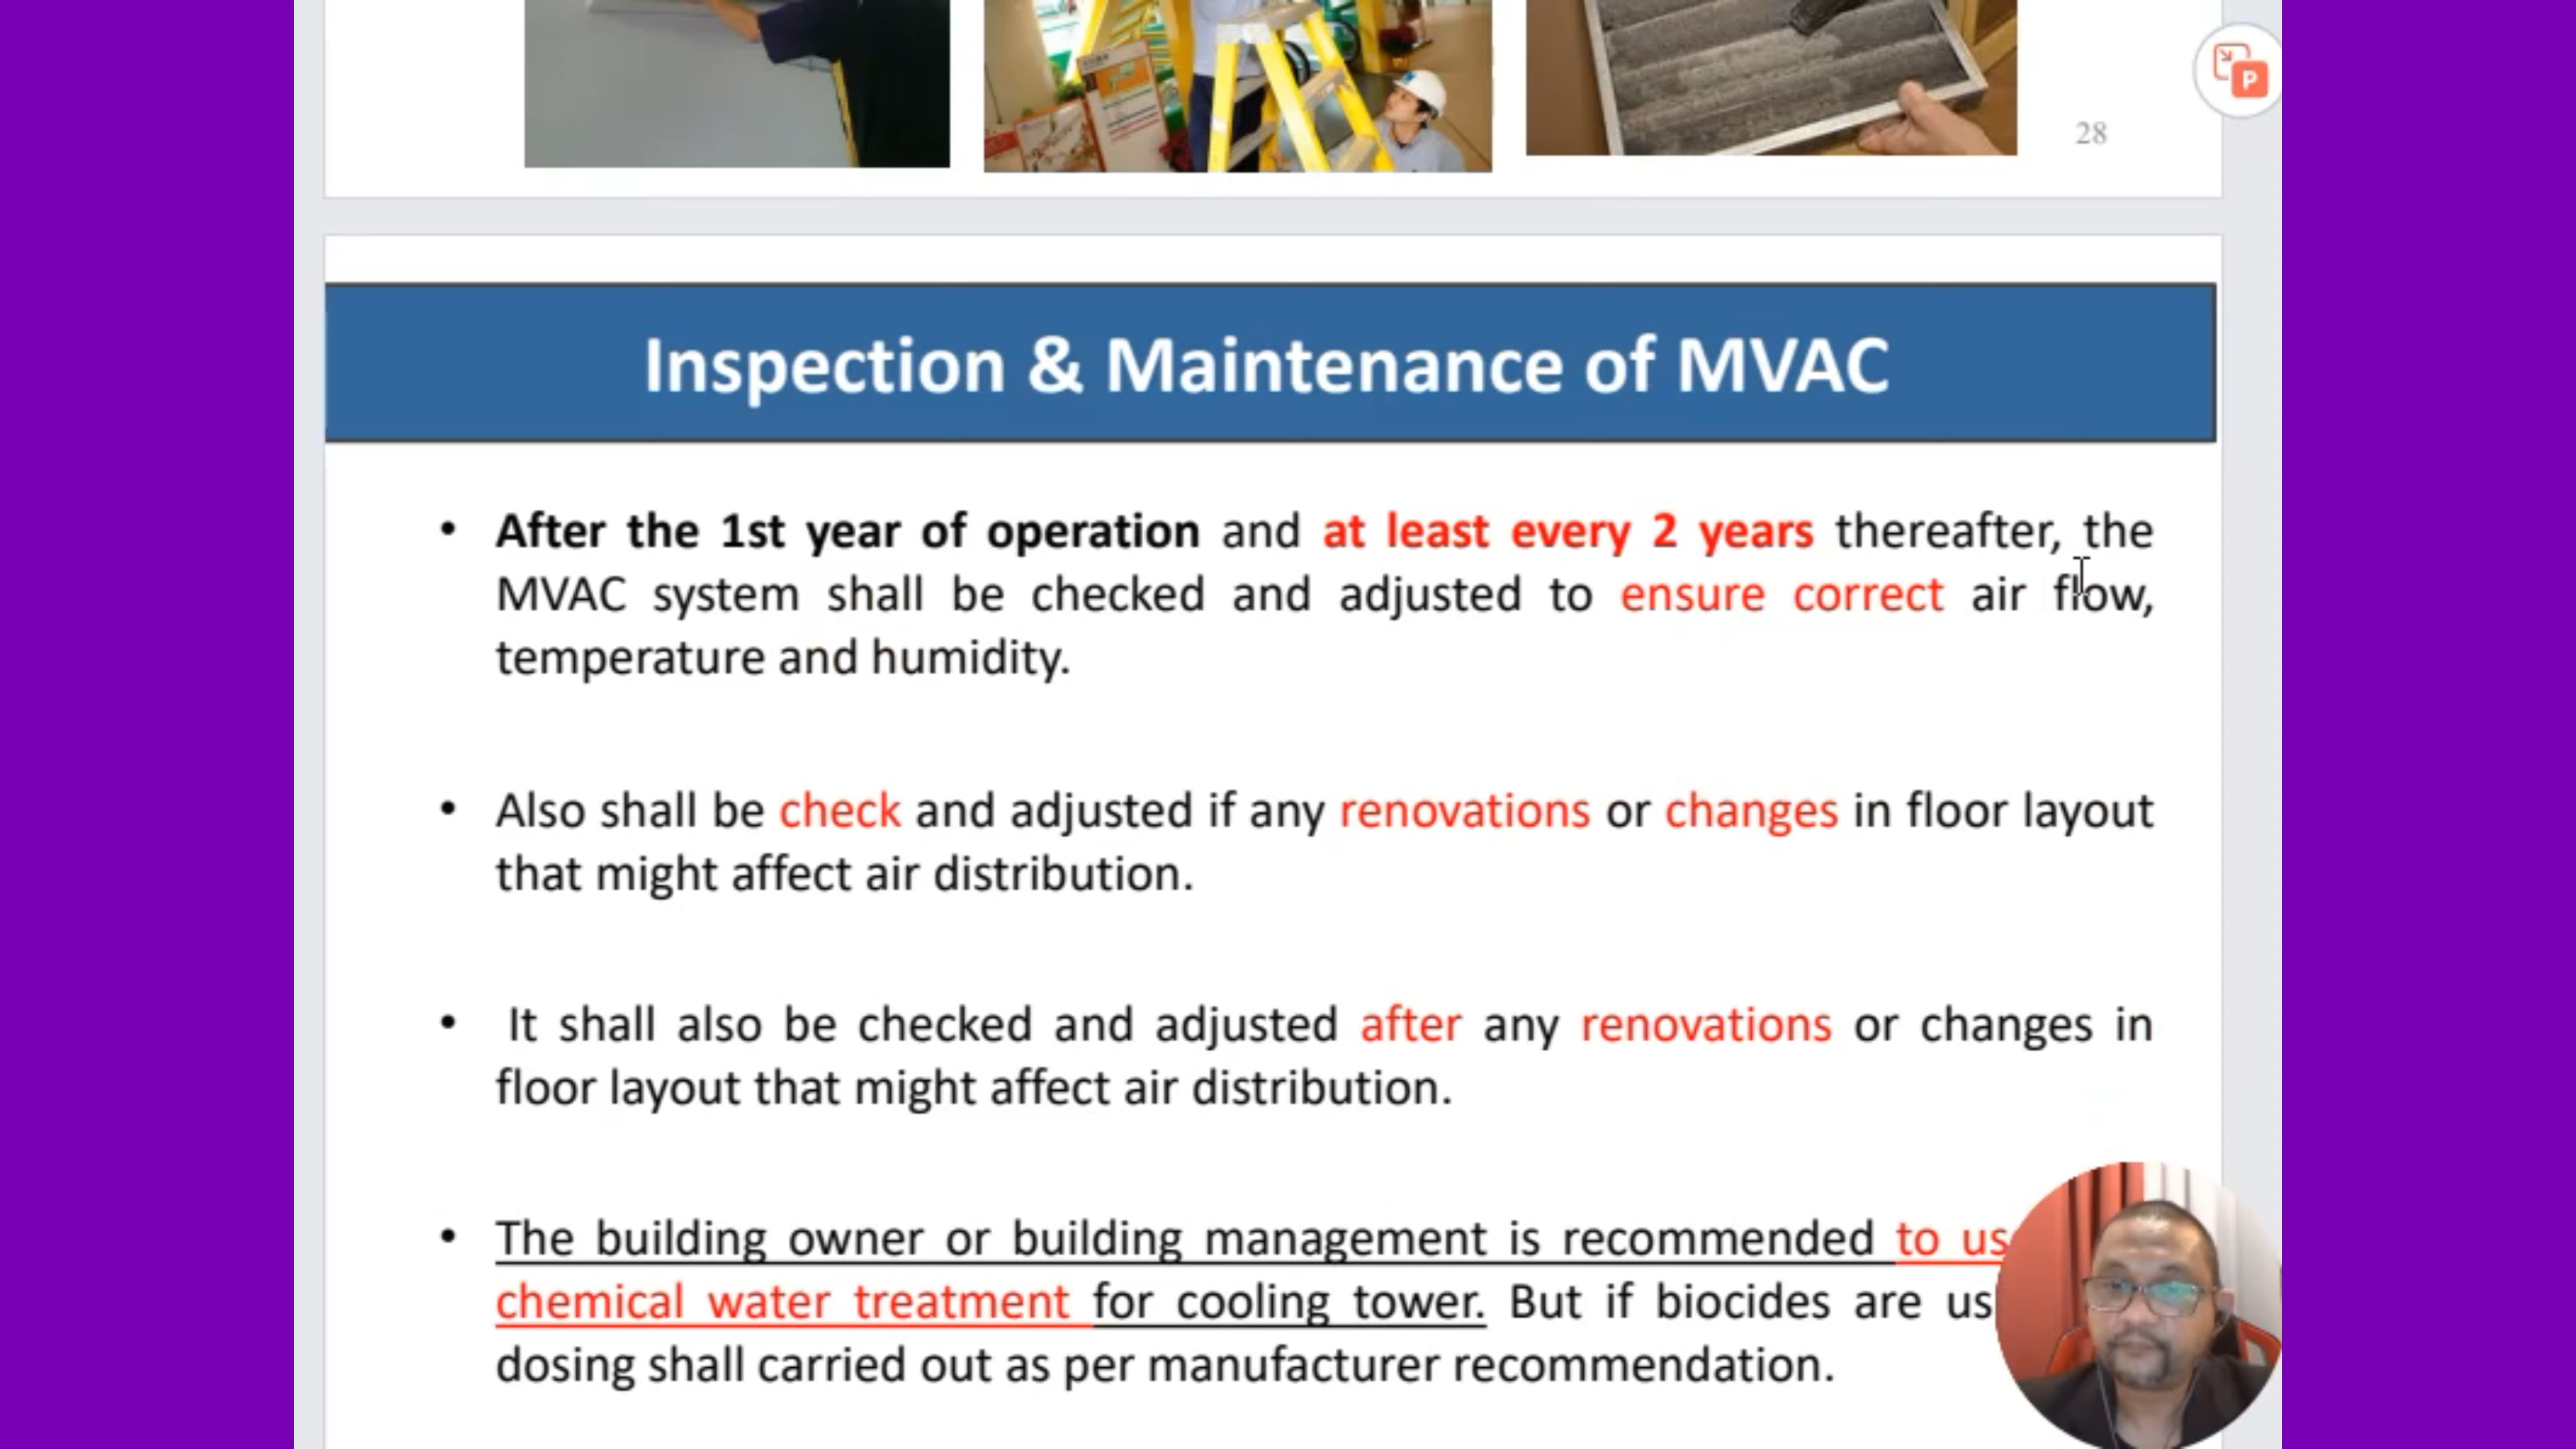 28
P
Inspection & Maintenance of MVAC
• After the 1st year of operation and at least every 2 years thereafter, the
MVAC system shall be checked and adjusted to ensure correct air flow,
temperature and humidity.
• Also shall be check and adjusted if any renovations or changes in floor layout
that might affect air distribution.
• It shall also be checked and adjusted after any renovations or changes in
floor layout that might affect air distribution.
• The building owner or building management is recommended to
chemical water treatment for cooling tower. But if biocides are
dosing shall carried out as per manufacturer recommendation.